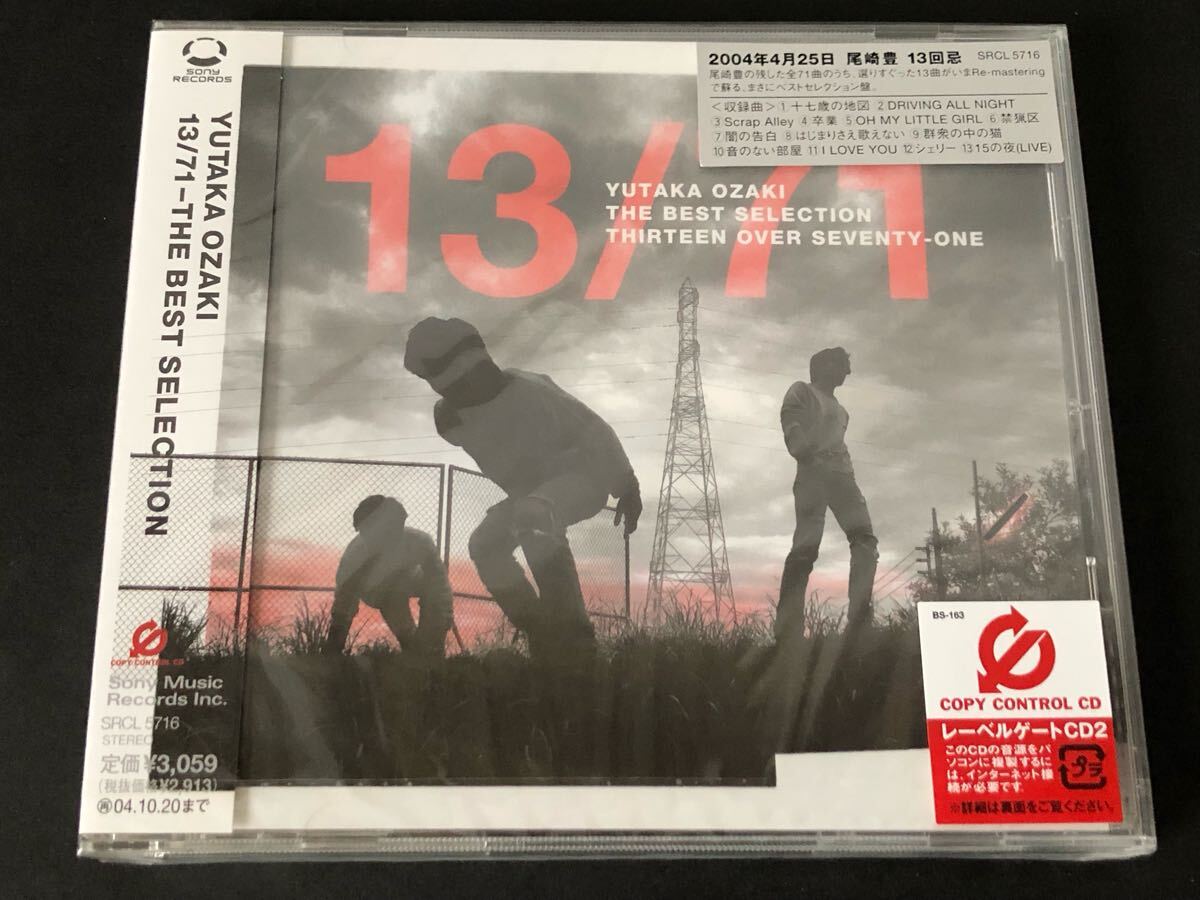 SONY
RECORDS
YUTAKA OZAKI
13/71-THE BEST SELECTION
COPY CONTROL CD
Sony Music
Records Inc.
SRCL 5716
STEREO
定価¥3,059
(税抜価格¥2,913)
㋐04.10.20まで
2004年4月25日 尾崎豊 13回忌 SRCL 5716
尾崎豊の残した全71曲のうち、選りすぐった13曲がいまRe-mastering
で蘇る、まさにベストセレクション盤。
＜収録曲＞1.十七歳の地図 2 DRIVING ALL NIGHT
3 Scrap Alley 4 卒業 5 OH MY LITTLE GIRL 6 禁猟区
7 闇の告白 8 はじまりさえ歌えない 9 群衆の中の猫
10 音のない部屋 11 I LOVE YOU 12 シェリー 13 15の夜(LIVE)
13/71
YUTAKA OZAKI
THE BEST SELECTION
THIRTEEN OVER SEVENTY-ONE
BS-163
COPY CONTROL CD
レーベルゲートCD2
このCDの音源をパ
ソコンに複製するに
は、インターネット接
続が必要です.
プラ
※詳細は裏面をご覧ください。